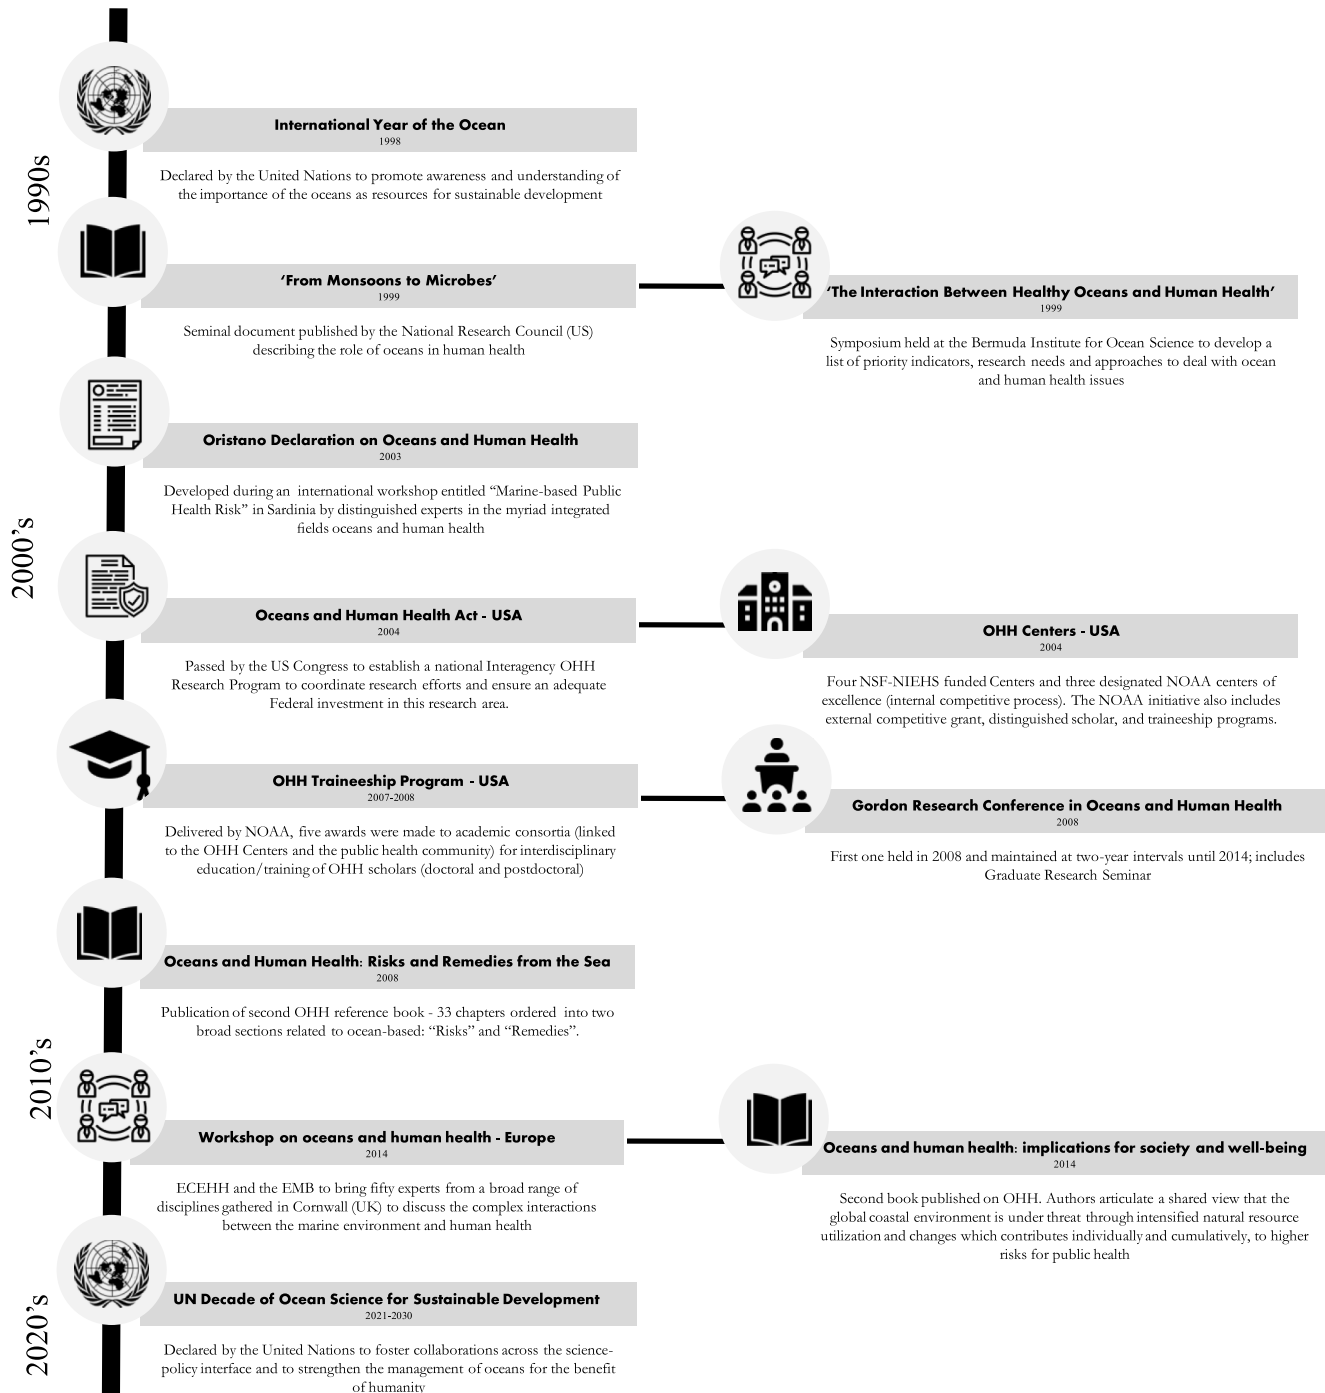 1990s
International Year of the Ocean
1998
Declared by the United Nations to promote awareness and understanding of
the importance of the oceans as resources for sustainable development
‘From Monsoons to Microbes’
1999
Seminal document published by the National Research Council (US)
describing the role of oceans in human health
‘The Interaction Between Healthy Oceans and Human Health’
1999
Symposium held at the Bermuda Institute for Ocean Science to develop a
list of priority indicators, research needs and approaches to deal with ocean
and human health issues
2000’s
Oristano Declaration on Oceans and Human Health
2003
Developed during an international workshop entitled “Marine-based Public
Health Risk” in Sardinia by distinguished experts in the myriad integrated
fields oceans and human health
Oceans and Human Health Act - USA
2004
Passed by the US Congress to establish a national Interagency OHH
Research Program to coordinate research efforts and ensure an adequate
Federal investment in this research area.
OHH Centers - USA
2004
Four NSF-NIEHS funded Centers and three designated NOAA centers of
excellence (internal competitive process). The NOAA initiative also includes
external competitive grant, distinguished scholar, and traineeship programs.
OHH Traineeship Program - USA
2007-2008
Delivered by NOAA, five awards were made to academic consortia (linked
to the OHH Centers and the public health community) for interdisciplinary
education/training of OHH scholars (doctoral and postdoctoral)
Gordon Research Conference in Oceans and Human Health
2008
First one held in 2008 and maintained at two-year intervals until 2014; includes
Graduate Research Seminar
Oceans and Human Health: Risks and Remedies from the Sea
2008
Publication of second OHH reference book - 33 chapters ordered into two
broad sections related to ocean-based: “Risks” and “Remedies”.
2010’s
Workshop on oceans and human health - Europe
2014
ECEHH and the EMB to bring fifty experts from a broad range of
disciplines gathered in Cornwall (UK) to discuss the complex interactions
between the marine environment and human health
Oceans and human health: implications for society and well-being
2014
Second book published on OHH. Authors articulate a shared view that the
global coastal environment is under threat through intensified natural resource
utilization and changes which contributes individually and cumulatively, to higher
risks for public health
2020’s
UN Decade of Ocean Science for Sustainable Development
2021-2030
Declared by the United Nations to foster collaborations across the science-
policy interface and to strengthen the management of oceans for the benefit
of humanity